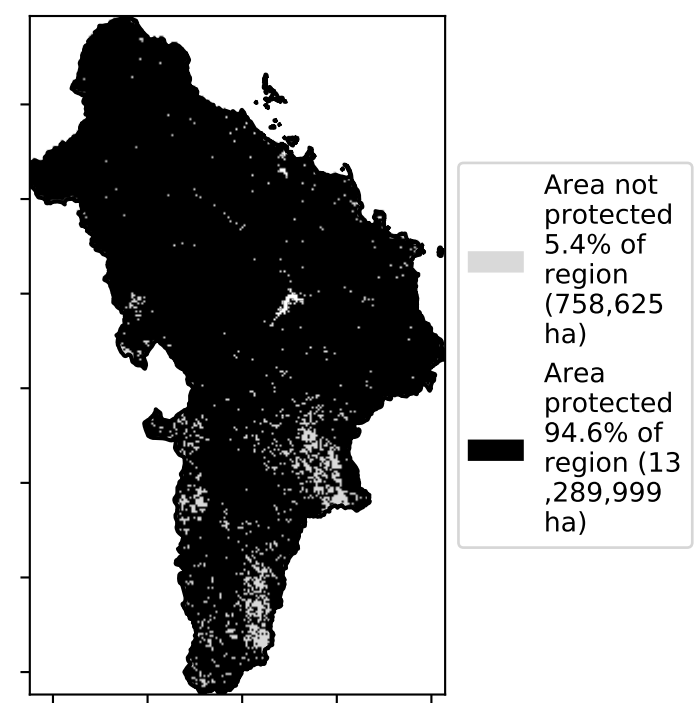 Area not
protected
5.4% of
region
(758,625
ha)
Area
protected
94.6% of
region (13
,289,999
ha)